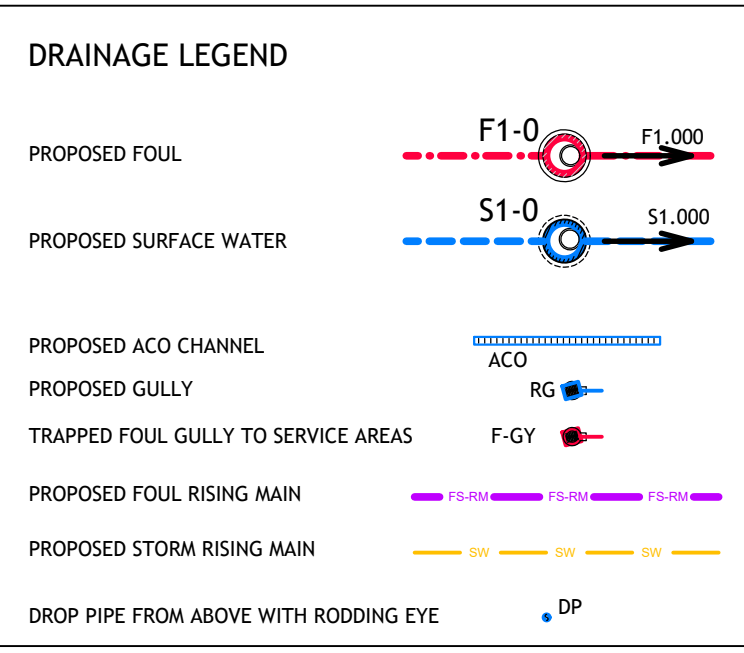 DRAINAGE LEGEND
PROPOSED FOUL F1-0 F1.000
PROPOSED SURFACE WATER S1-0 S1.000
PROPOSED ACO CHANNEL
ACO
PROPOSED GULLY RG
TRAPPED FOUL GULLY TO SERVICE AREAS F-GY
PROPOSED FOUL RISING MAIN FS-RM FS-RM FS-RM
PROPOSED STORM RISING MAIN SW SW SW
DROP PIPE FROM ABOVE WITH RODDING EYE DP